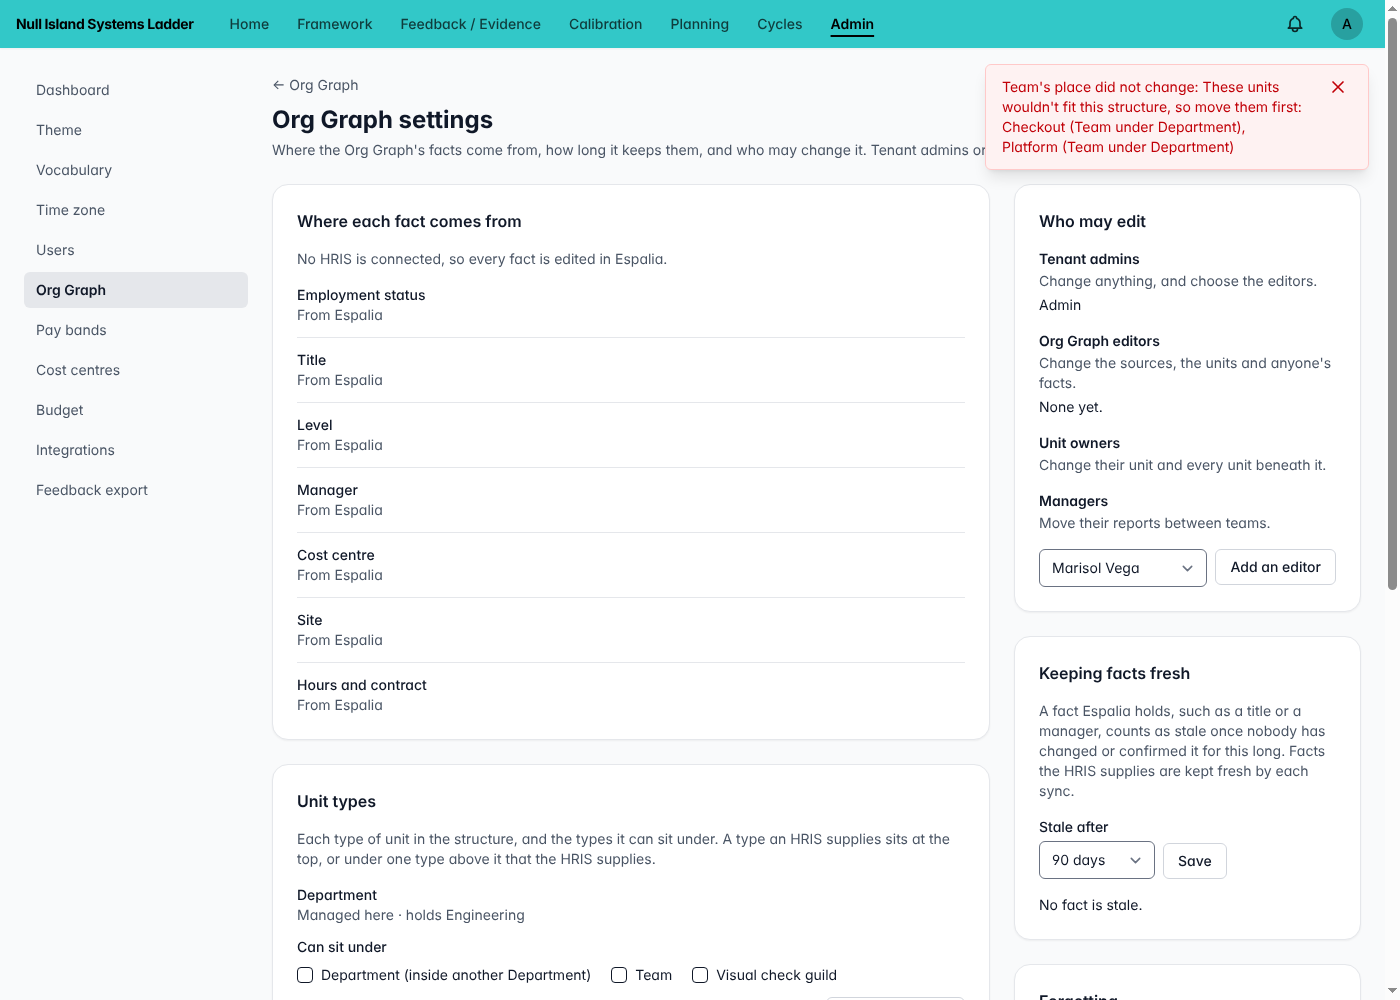 Null Island Systems Ladder
Home
Framework
Feedback / Evidence
Calibration
Planning
Cycles
Admin
A
Dashboard
Theme
Vocabulary
Time zone
Users
Org Graph
Pay bands
Cost centres
Budget
Integrations
Feedback export
← Org Graph
Org Graph settings
Where the Org Graph's facts come from, how long it keeps them, and who may change it. Tenant admins
Team's place did not change: These units
wouldn't fit this structure, so move them first:
Checkout (Team under Department),
Platform (Team under Department)
Where each fact comes from
No HRIS is connected, so every fact is edited in Espalia.
Employment status
From Espalia
Title
From Espalia
Level
From Espalia
Manager
From Espalia
Cost centre
From Espalia
Site
From Espalia
Hours and contract
From Espalia
Unit types
Each type of unit in the structure, and the types it can sit under. A type an HRIS supplies sits at the
top, or under one type above it that the HRIS supplies.
Department
Managed here · holds Engineering
Can sit under
Department (inside another Department)
Team
Visual check guild
Who may edit
Tenant admins
Change anything, and choose the editors.
Admin
Org Graph editors
Change the sources, the units and anyone's
facts.
None yet.
Unit owners
Change their unit and every unit beneath it.
Managers
Move their reports between teams.
Marisol Vega
Add an editor
Keeping facts fresh
A fact Espalia holds, such as a title or a
manager, counts as stale once nobody has
changed or confirmed it for this long. Facts
the HRIS supplies are kept fresh by each
sync.
Stale after
90 days
Save
No fact is stale.